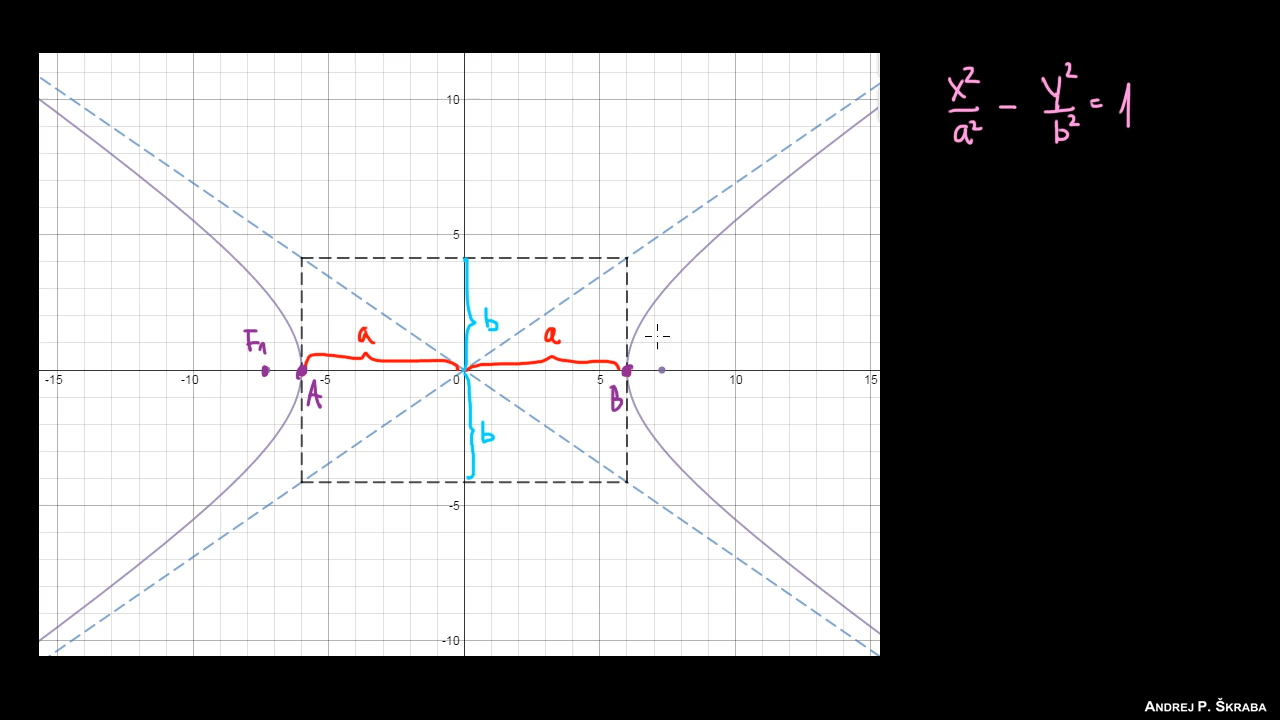 x²/a² - y²/b² = 1
10
5
b
a a
F₁
-15 -10 -5 0 5 10 15
A B
b
-5
-10
ANDREJ P. ŠKRABA